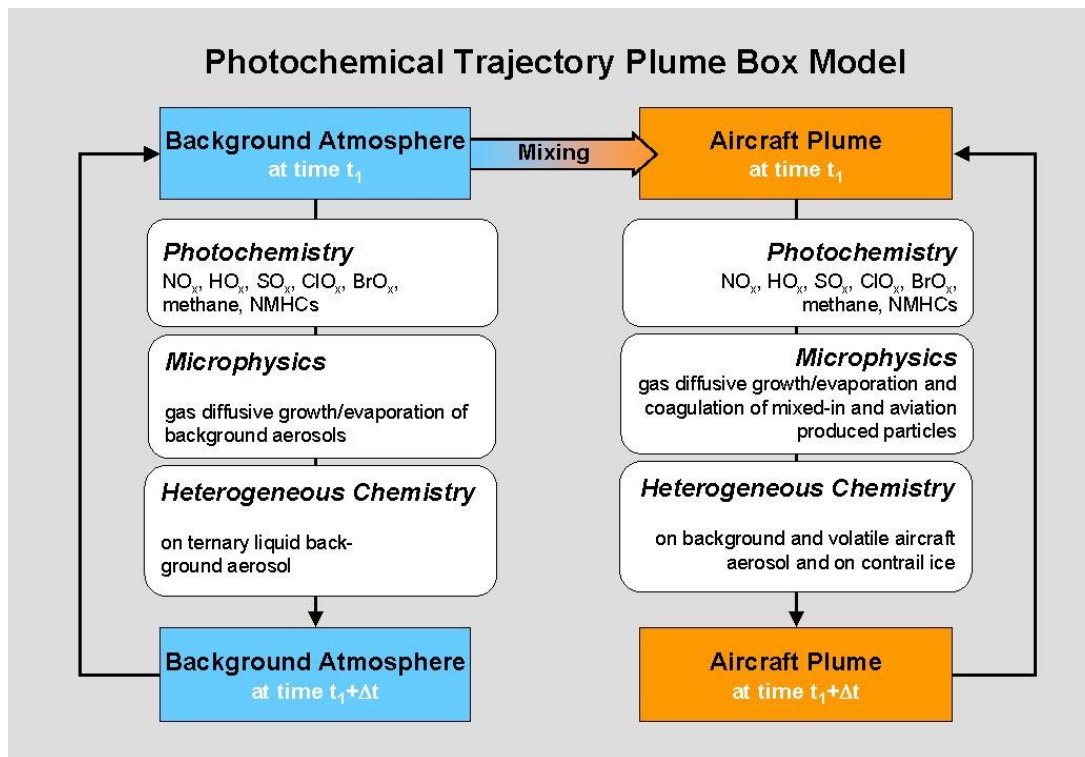 Photochemical Trajectory Plume Box Model
Background Atmosphere
at time t₁
Mixing
Aircraft Plume
at time t₁
Photochemistry
NOₓ, HOₓ, SOₓ, ClOₓ, BrOₓ,
methane, NMHCs
Microphysics
gas diffusive growth/evaporation of
background aerosols
Heterogeneous Chemistry
on ternary liquid back-
ground aerosol
Background Atmosphere
at time t₁+Δt
Photochemistry
NOₓ, HOₓ, SOₓ, ClOₓ, BrOₓ,
methane, NMHCs
Microphysics
gas diffusive growth/evaporation and
coagulation of mixed-in and aviation
produced particles
Heterogeneous Chemistry
on background and volatile aircraft
aerosol and on contrail ice
Aircraft Plume
at time t₁+Δt